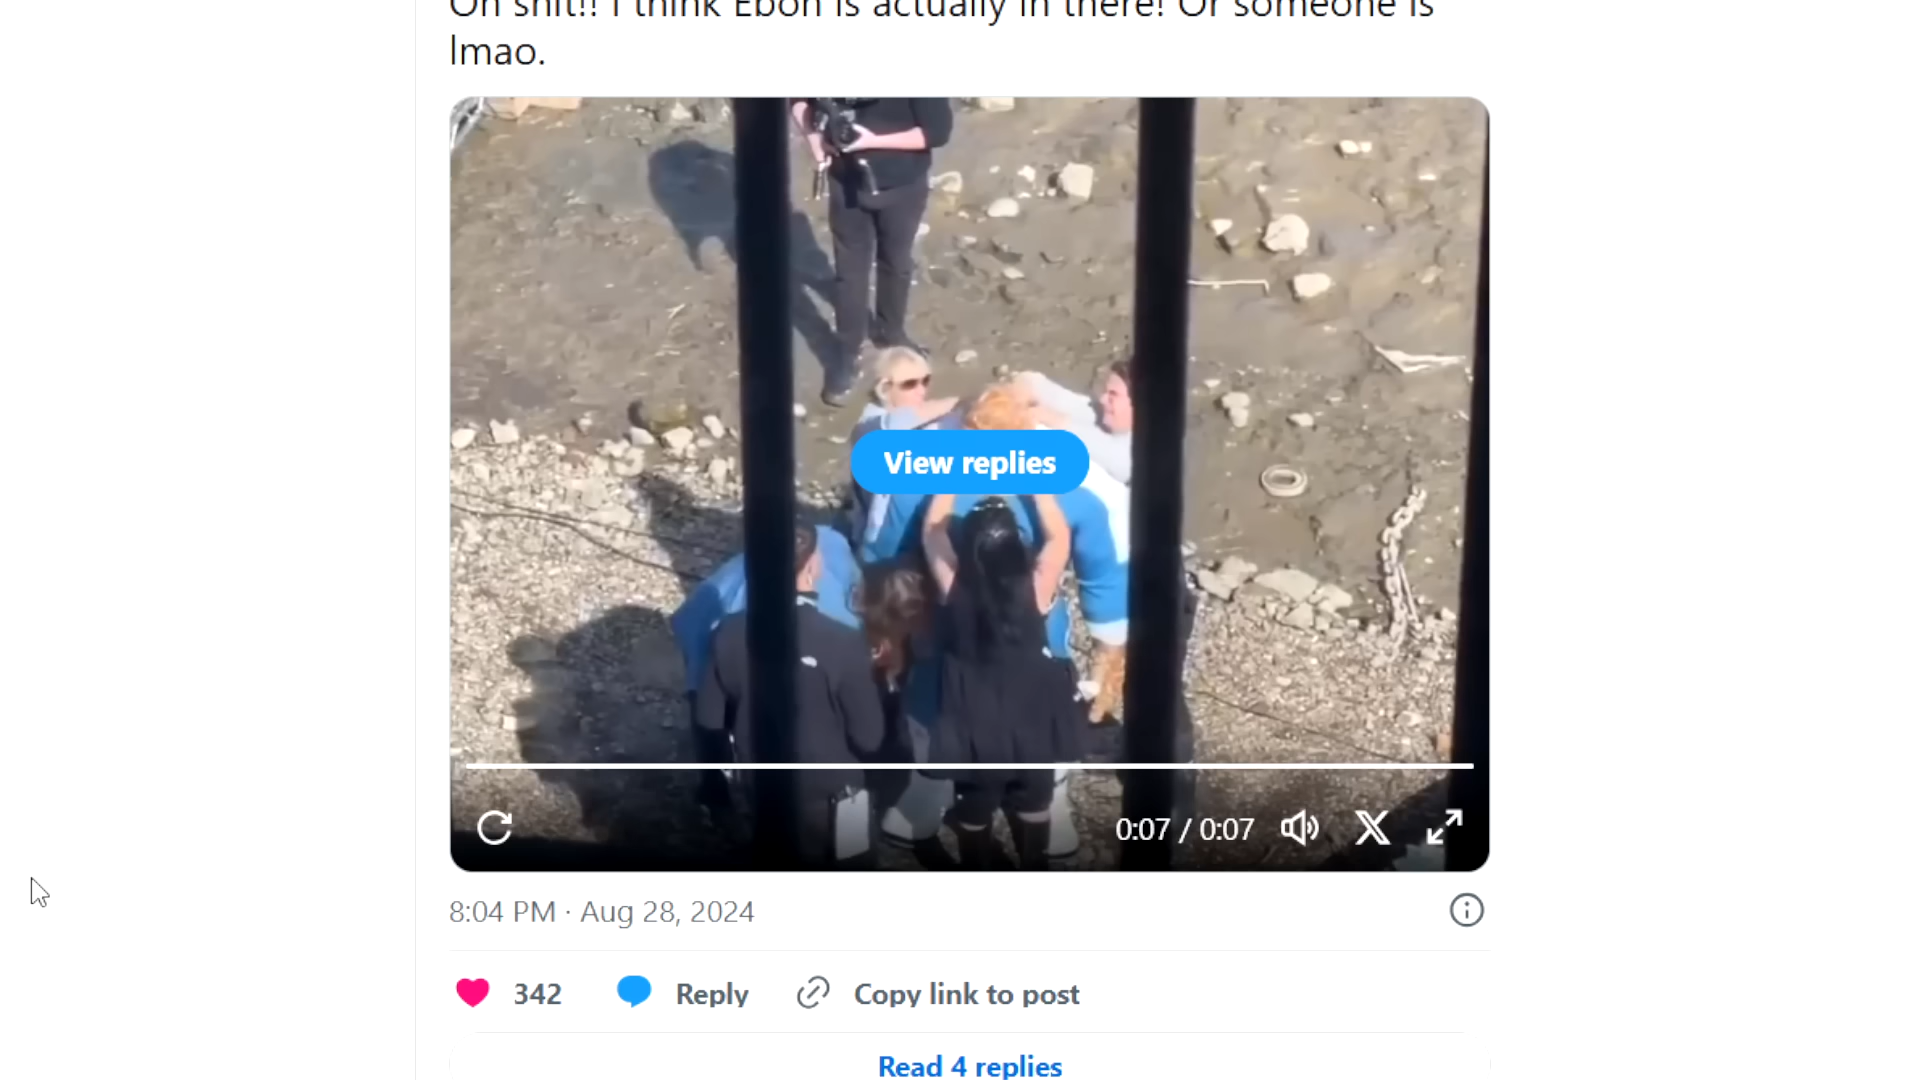 Oh shit!! I think Ebon is actually in there! Or someone is
lmao.
View replies
0:07 / 0:07
8:04 PM · Aug 28, 2024
342 Reply Copy link to post
Read 4 replies